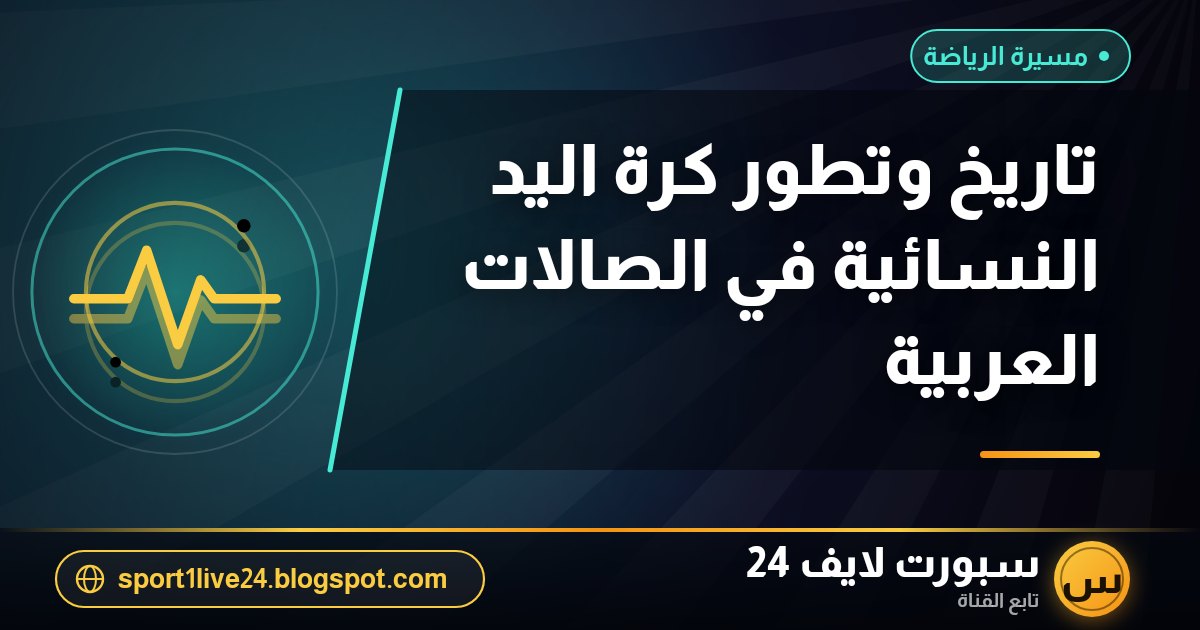 مسيرة الرياضة
تاريخ وتطور كرة اليد
النسائية في الصالات
العربية
سبورت لايف 24
تابع القناة
س
sport1live24.blogspot.com